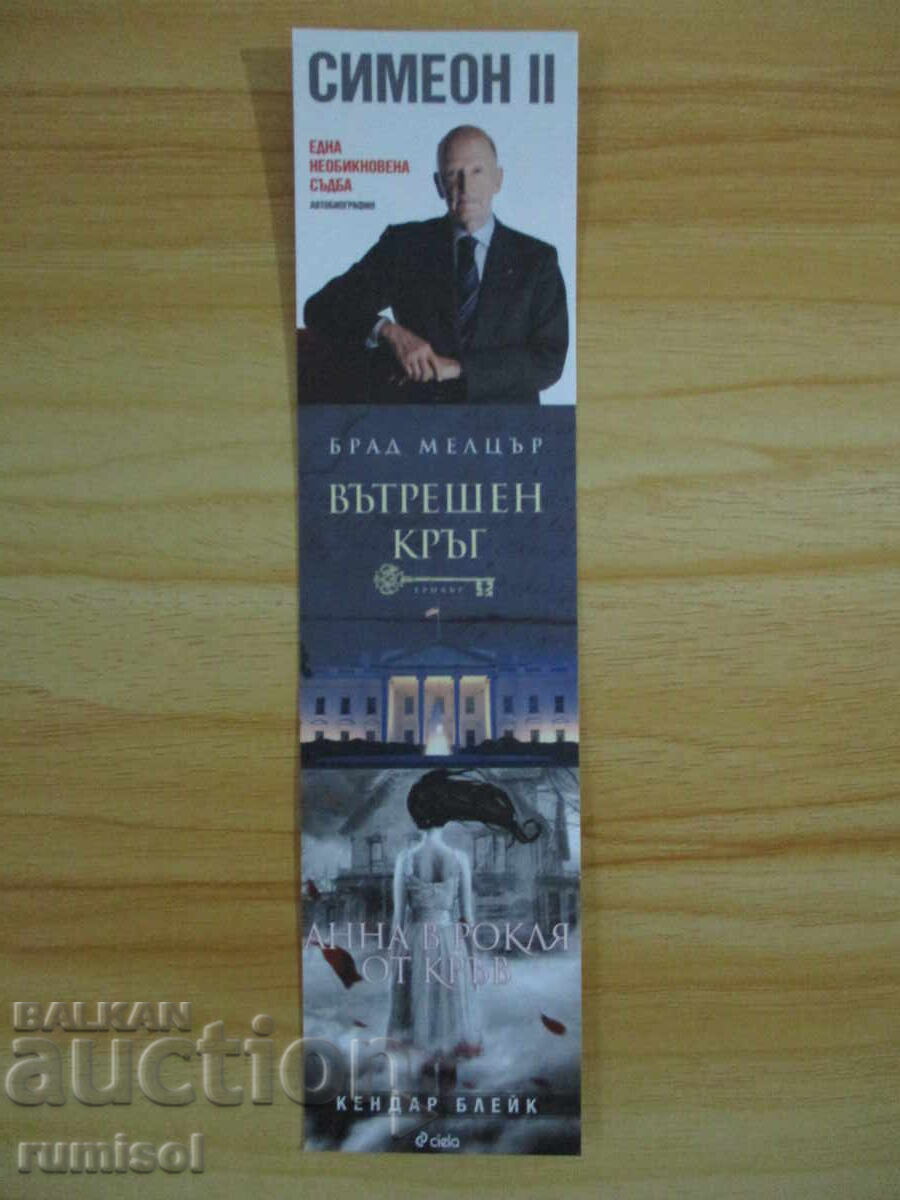 СИМЕОН II
ЕДНА
НЕОБИКНОВЕНА
СЪДБА
АВТОБИОГРАФИЯ
БРАД МЕЛЦЪР
ВЪТРЕШЕН
КРЪГ
ТРИЛЪР
АННА В РОКЛЯ
ОТ КРЪВ
КЕНДАР БЛЕЙК
ciela
BALKAN
auction
rumisol